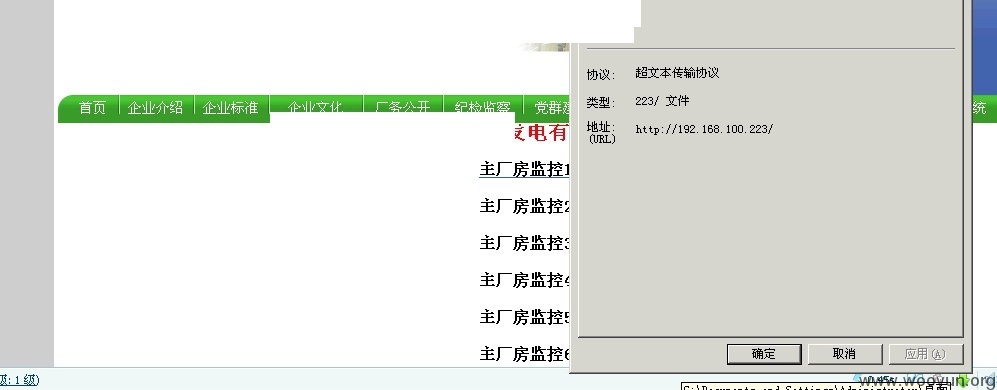 协议: 超文本传输协议
类型: 223/ 文件
地址: (URL) http://192.168.100.223/
首页 企业介绍 企业标准 企业文化 厂务公开 纪检监察 党群建 统
发电有
主厂房监控1
主厂房监控2
主厂房监控3
主厂房监控4
主厂房监控5
主厂房监控6
确定 取消 应用(A)
级: 1 级)
www.wooyun.org
C:\Documents and Settings\Administrator\桌面